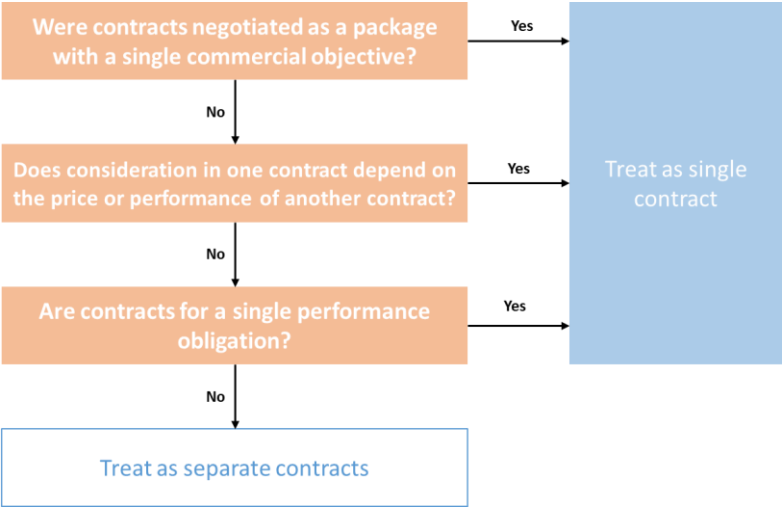 Were contracts negotiated as a package
with a single commercial objective?
Yes
No
Does consideration in one contract depend on
the price or performance of another contract?
Yes
Treat as single
contract
No
Are contracts for a single performance
obligation?
Yes
No
Treat as separate contracts